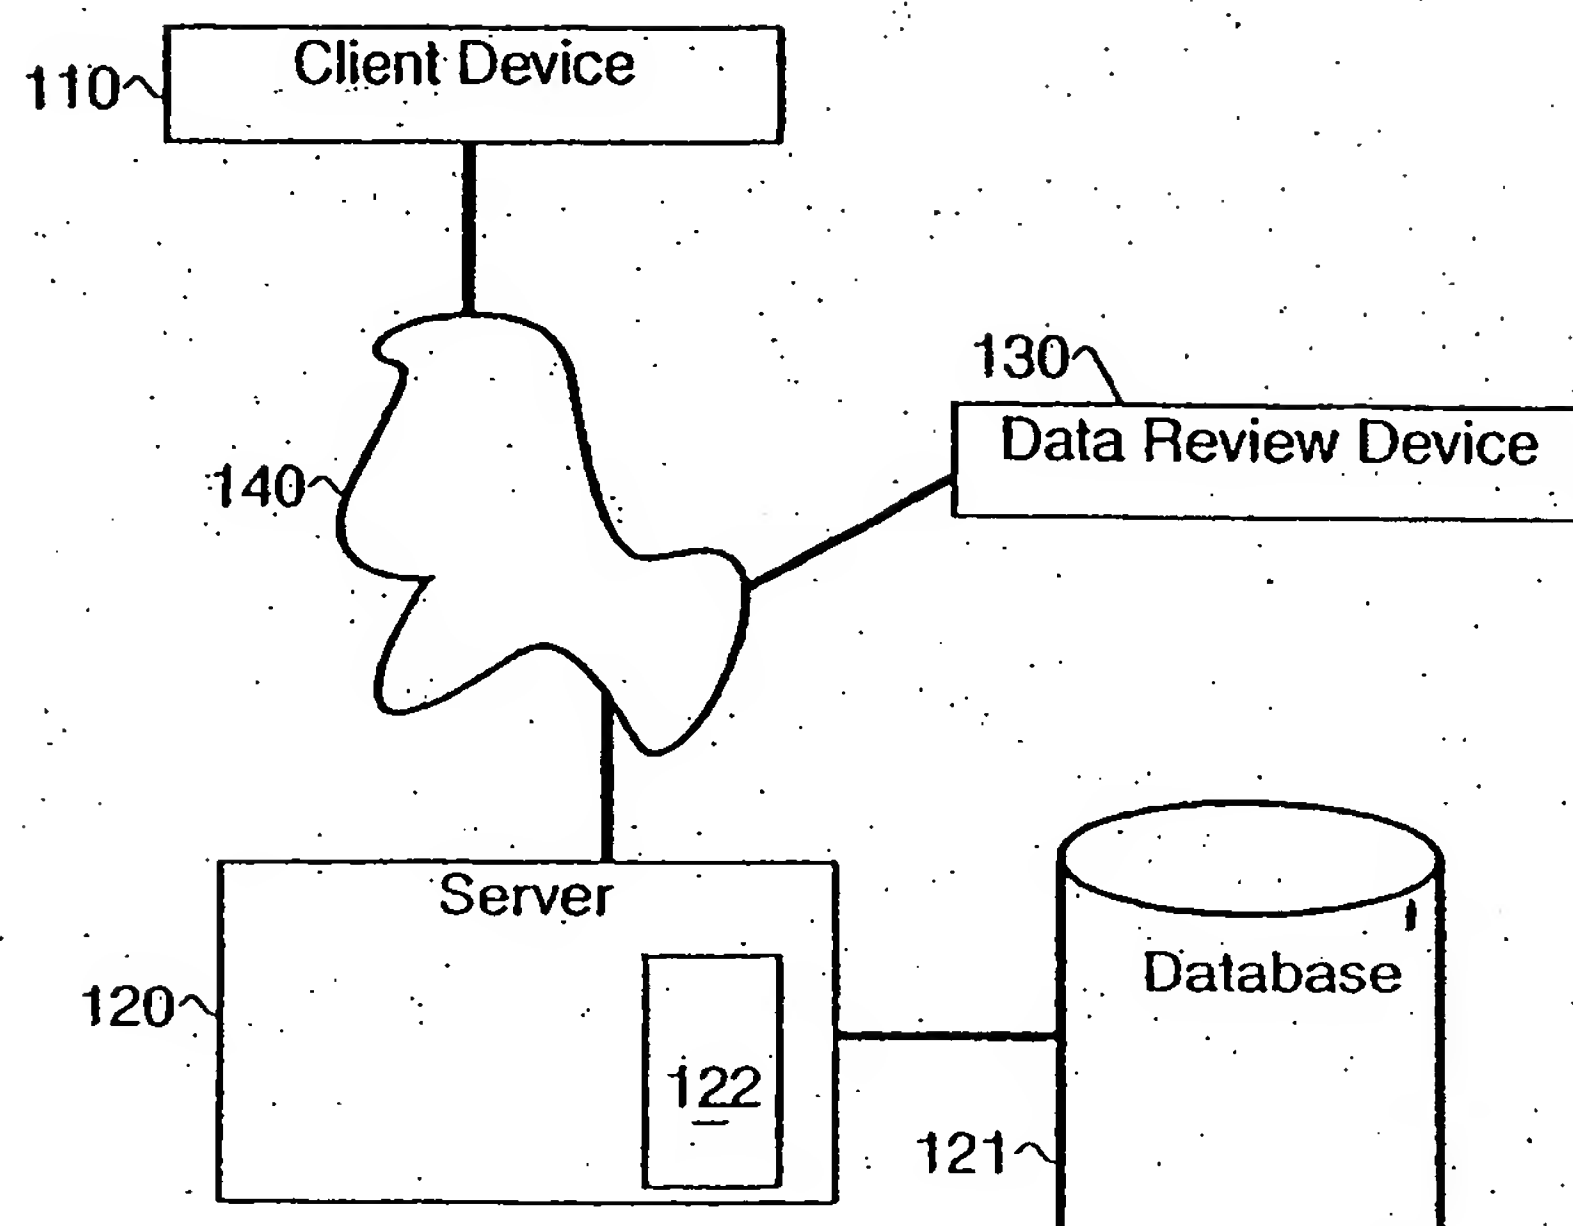 Client Device
110
130
Data Review Device
140
Server
Database
120
122
121